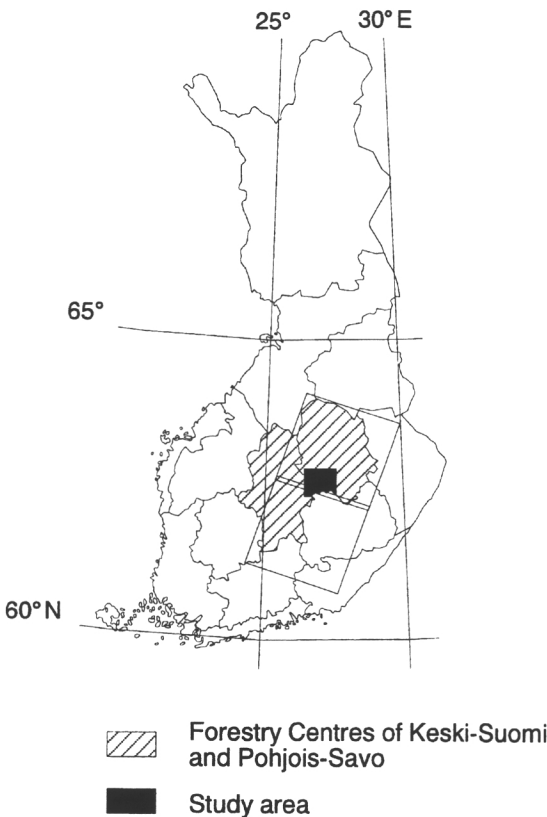 25°
30° E
65°
60° N
Forestry Centres of Keski-Suomi
and Pohjois-Savo
Study area